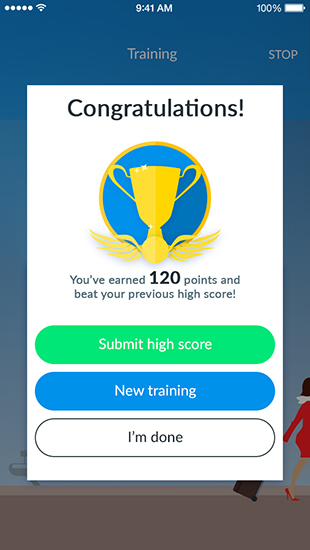 9:41 AM 100%
Training STOP
Congratulations!
You've earned 120 points and
beat your previous high score!
Submit high score
New training
I'm done